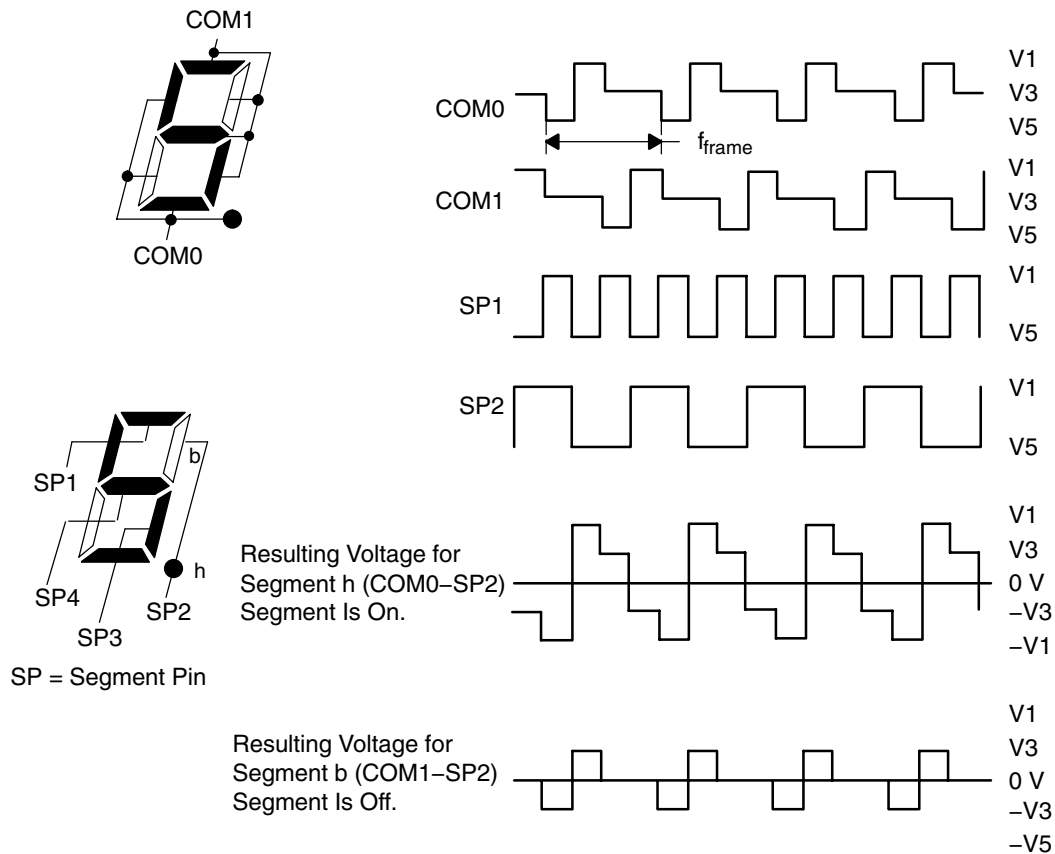 COM1
COM0
V1
V3
V5
COM0
fframe
V1
COM1
V3
V5
V1
SP1
V5
V1
SP2
V5
b
SP1
h
SP4
SP2
SP3
SP = Segment Pin
Resulting Voltage for
Segment h (COM0−SP2)
Segment Is On.
V1
V3
0 V
−V3
−V1
Resulting Voltage for
Segment b (COM1−SP2)
Segment Is Off.
V1
V3
0 V
−V3
−V5